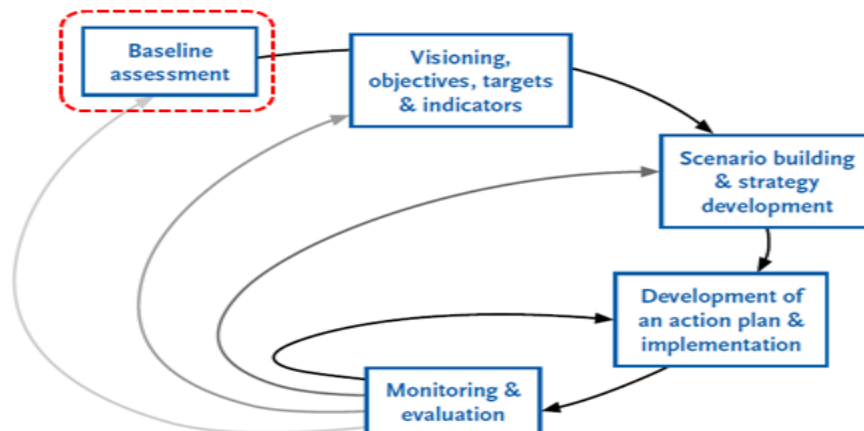 Baseline
assessment
Visioning,
objectives, targets
& indicators
Scenario building
& strategy
development
Development of
an action plan &
implementation
Monitoring &
evaluation